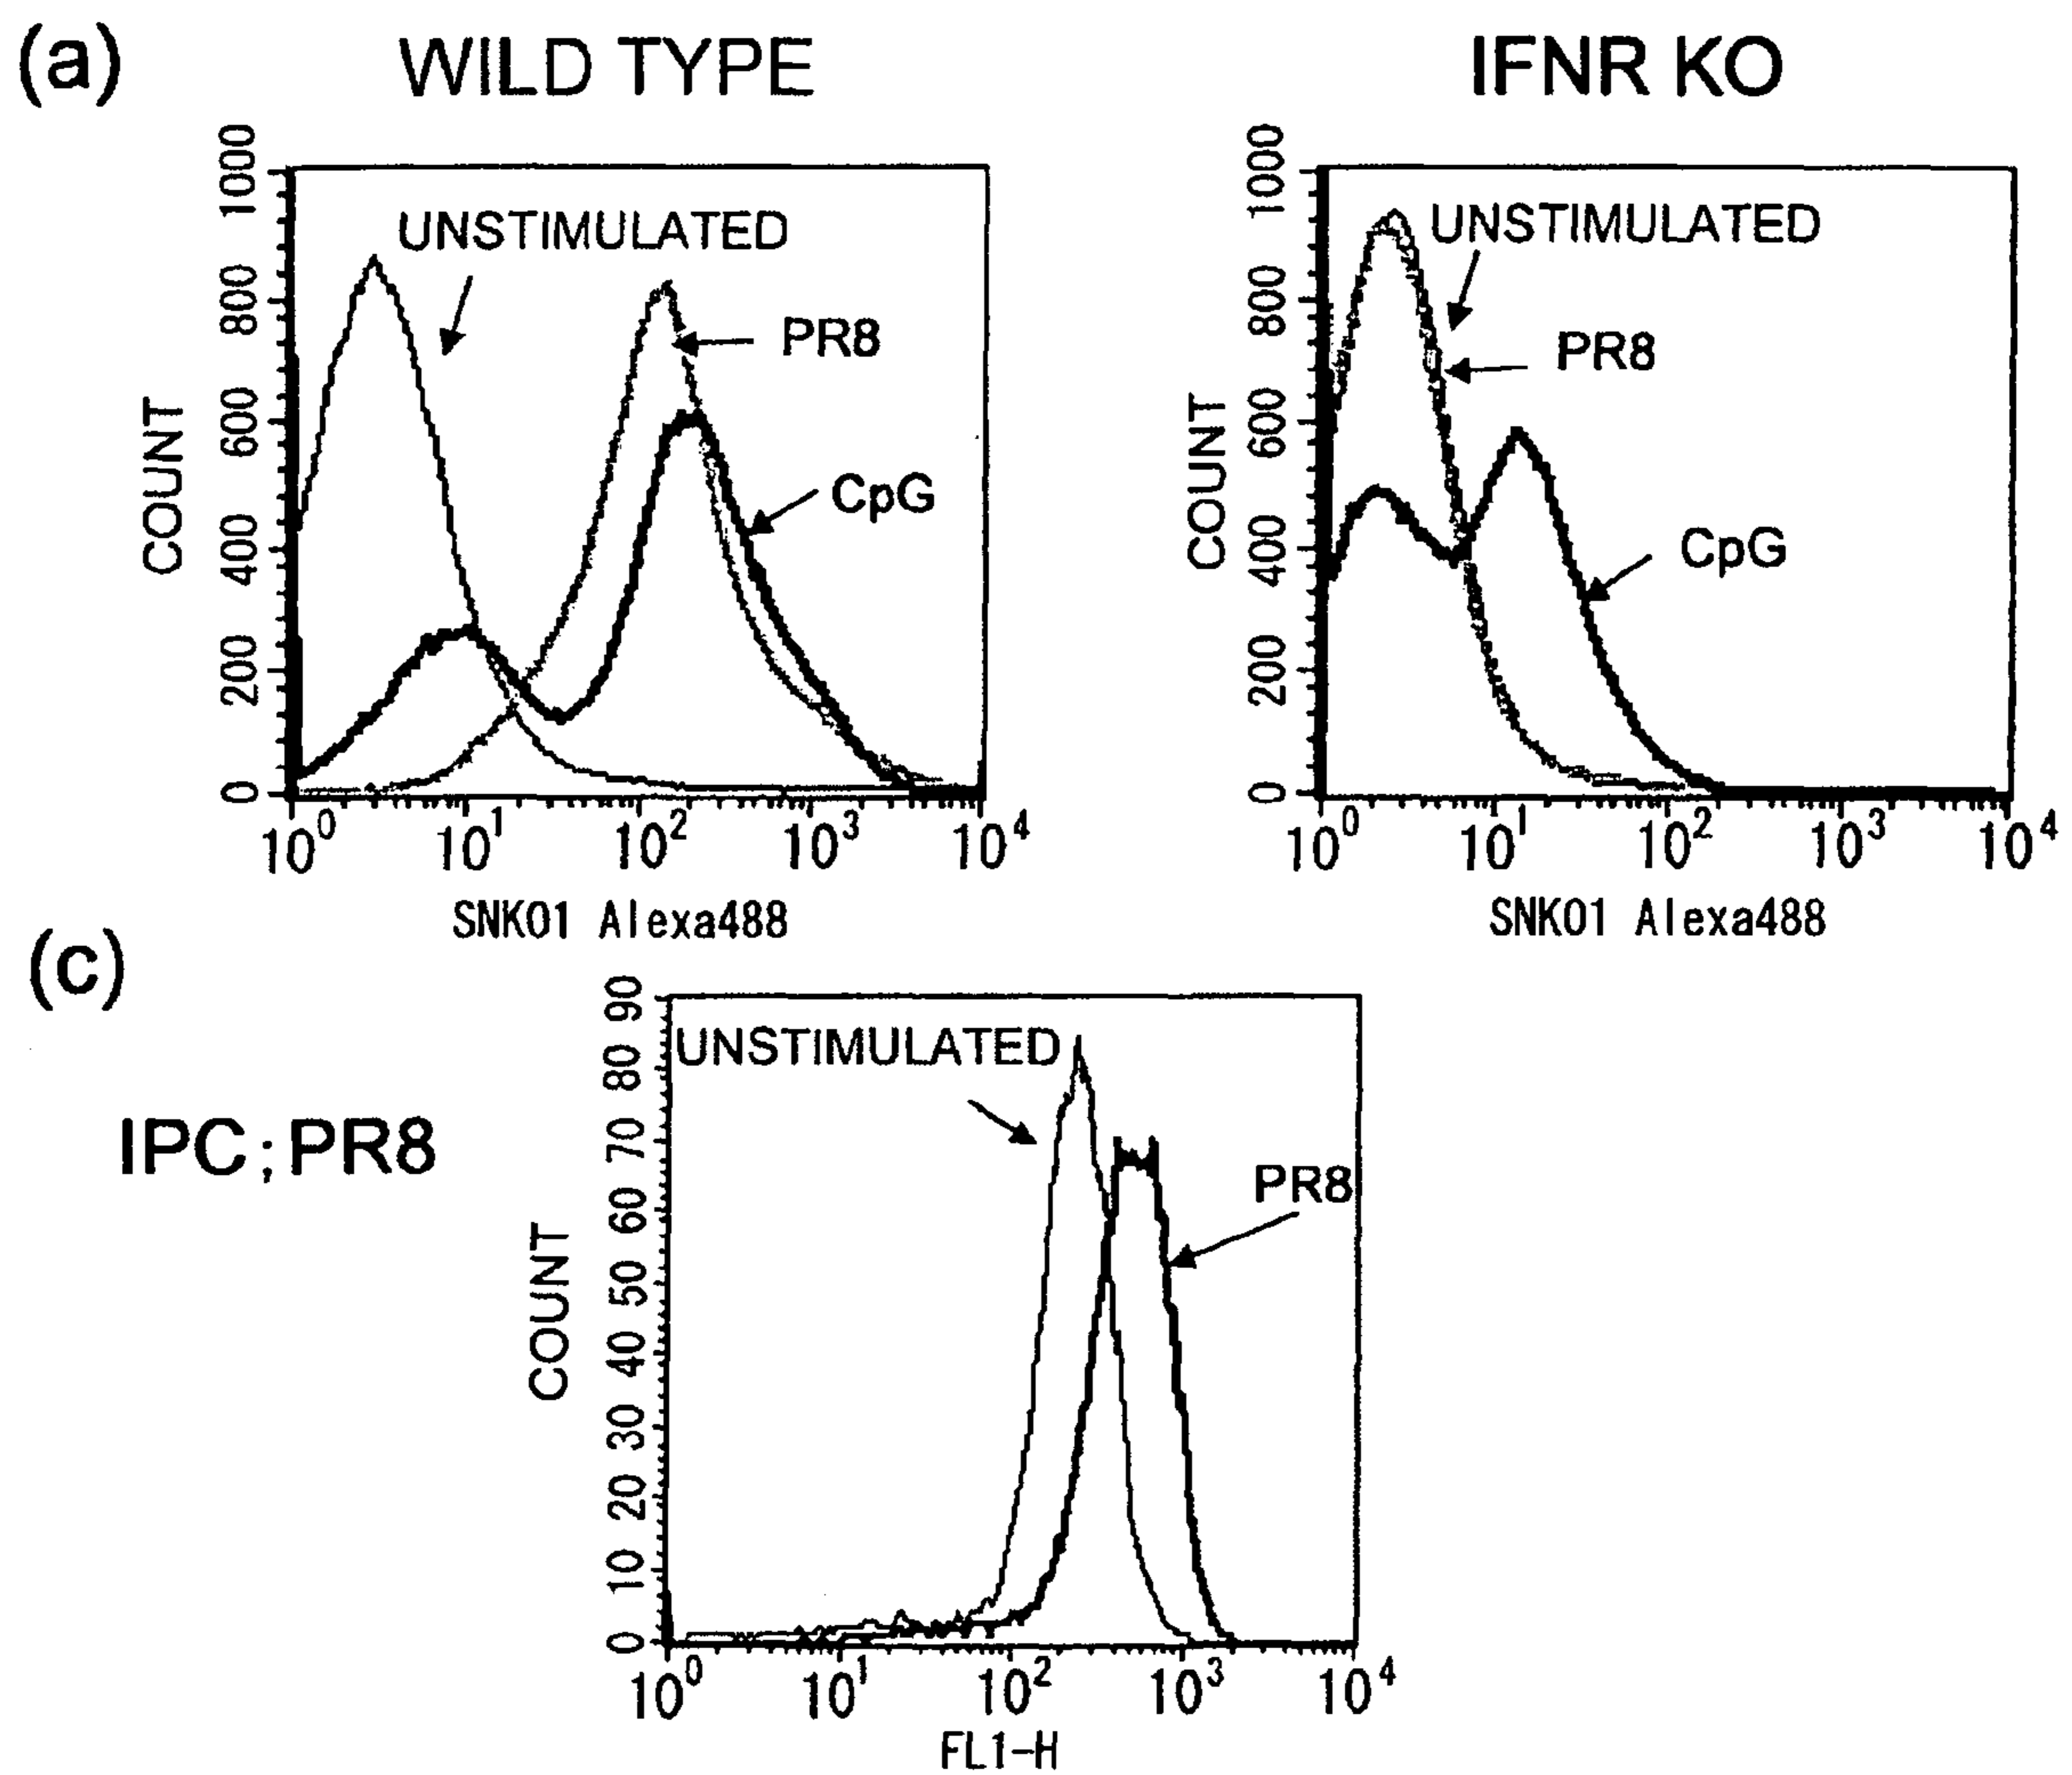 (a)
WILD TYPE
IFNR KO
COUNT
1000
800
600
400
200
0
UNSTIMULATED
PR8
CpG
10^0 10^1 10^2 10^3 10^4
SNK01 Alexa488
COUNT
1000
800
600
400
200
0
UNSTIMULATED
PR8
CpG
10^0 10^1 10^2 10^3 10^4
SNK01 Alexa488
(c)
IPC;PR8
COUNT
90
80
70
60
50
40
30
20
10
0
UNSTIMULATED
PR8
10^0 10^1 10^2 10^3 10^4
FL1-H